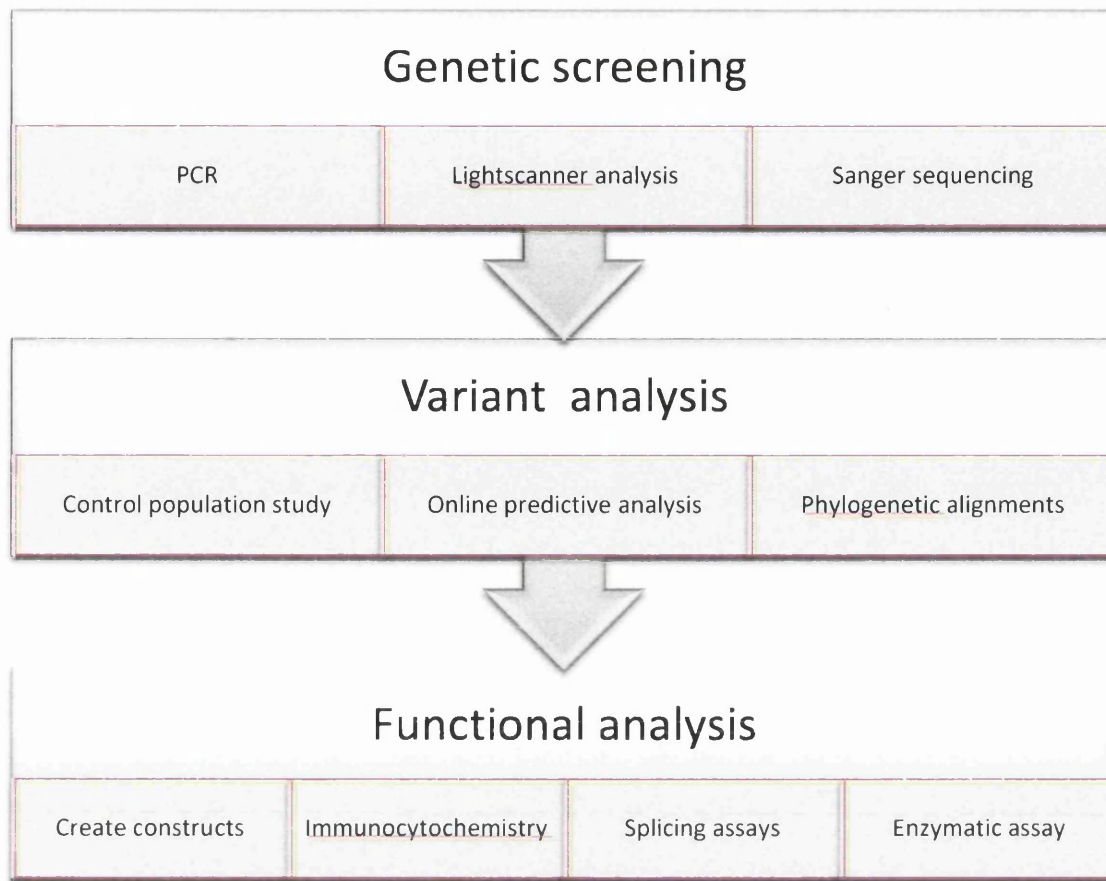 Genetic screening
PCR
Lightscanner analysis
Sanger sequencing
Variant analysis
Control population study
Online predictive analysis
Phylogenetic alignments
Functional analysis
Create constructs
Immunocytochemistry
Splicing assays
Enzymatic assay